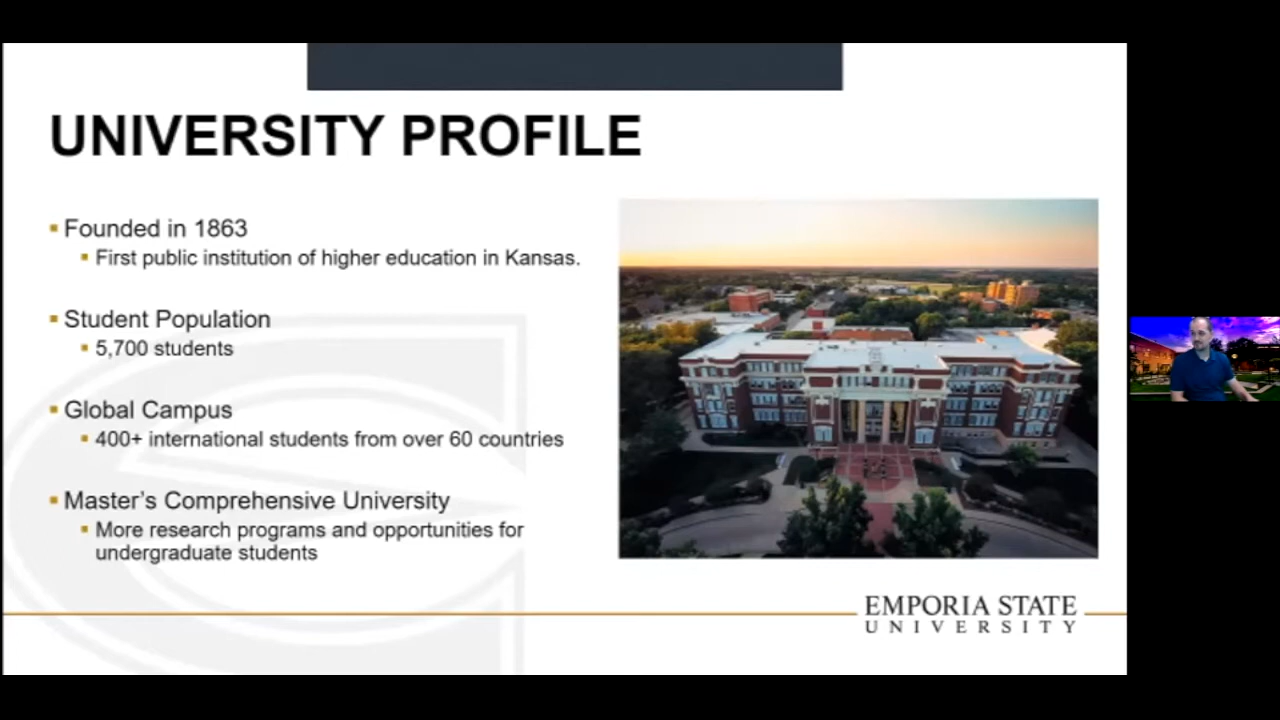 UNIVERSITY PROFILE
Founded in 1863
First public institution of higher education in Kansas.
Student Population
5,700 students
Global Campus
400+ international students from over 60 countries
Master's Comprehensive University
More research programs and opportunities for
undergraduate students
EMPORIA STATE
UNIVERSITY